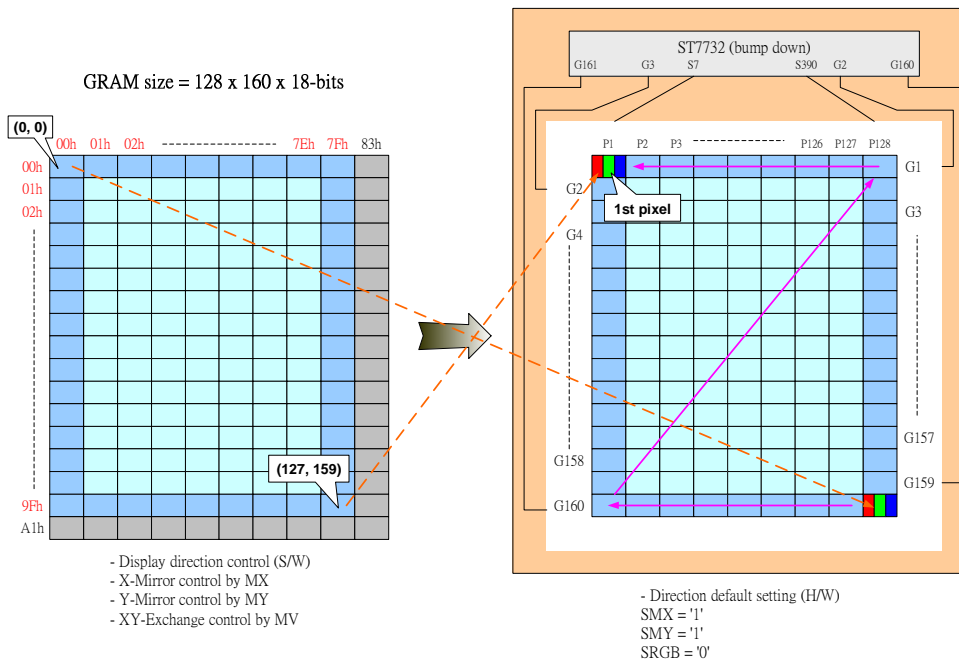 GRAM size = 128 x 160 x 18-bits
(0, 0)
00h 01h 02h 7Eh 7Fh 83h
00h
01h
02h
9Fh
A1h
(127, 159)
- Display direction control (S/W)
- X-Mirror control by MX
- Y-Mirror control by MY
- XY-Exchange control by MV
ST7732 (bump down)
G161 G3 S7 S390 G2 G160
P1 P2 P3 P126 P127 P128
G1
G2
1st pixel
G3
G4
G157
G158
G159
G160
- Direction default setting (H/W)
SMX = '1'
SMY = '1'
SRGB = '0'